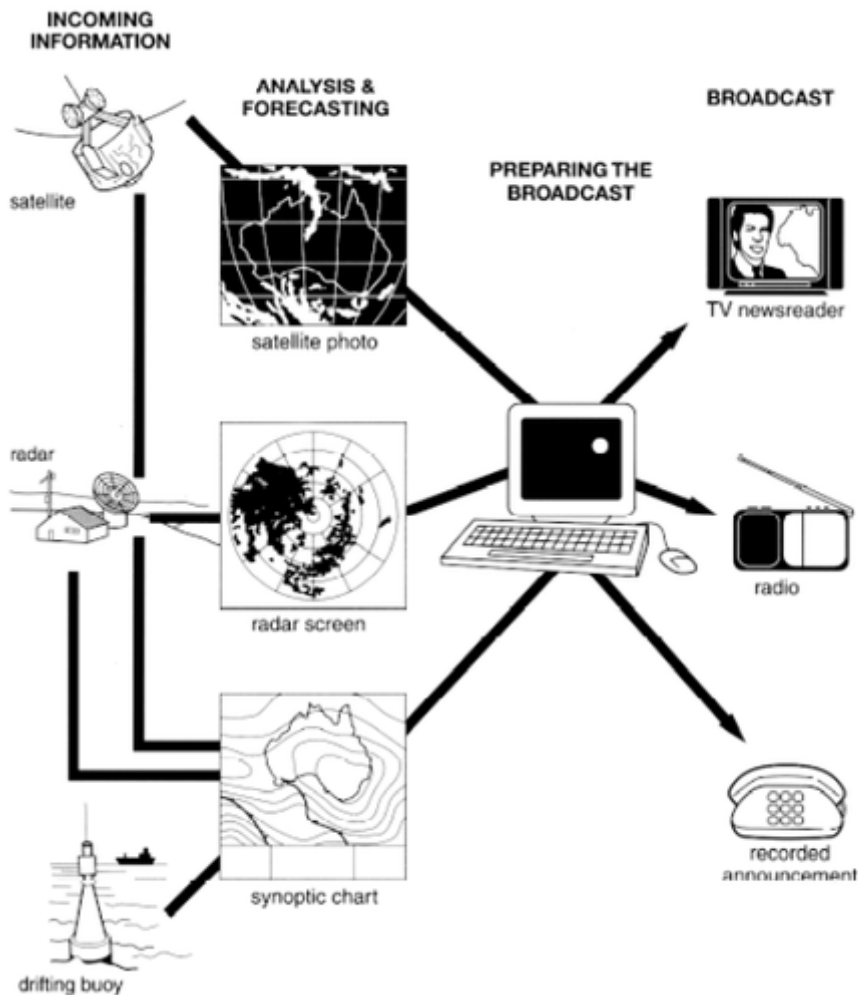 INCOMING
INFORMATION
ANALYSIS &
FORECASTING
BROADCAST
PREPARING THE
BROADCAST
satellite
satellite photo
TV newsreader
radar
radar screen
radio
synoptic chart
recorded
announcement
drifting buoy